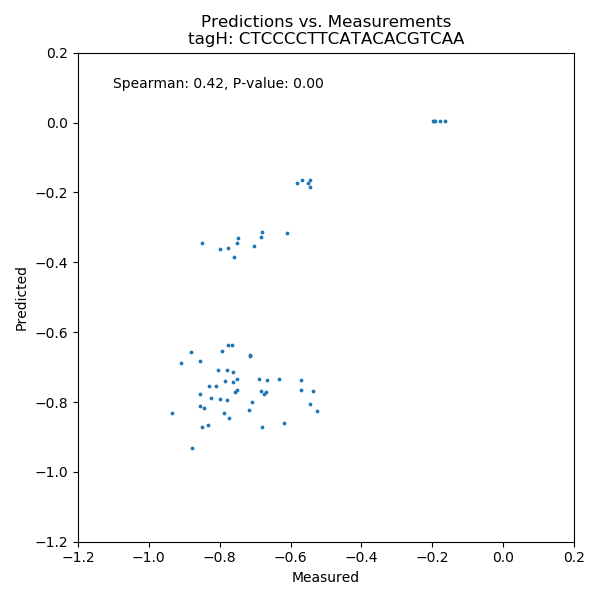 Predictions vs. Measurements
tagH: CTCCCCTTCATACACGTCAA
Spearman: 0.42, P-value: 0.00
0.2
0.0
−0.2
−0.4
−0.6
−0.8
−1.0
−1.2
Predicted
−1.2 −1.0 −0.8 −0.6 −0.4 −0.2 0.0 0.2
Measured